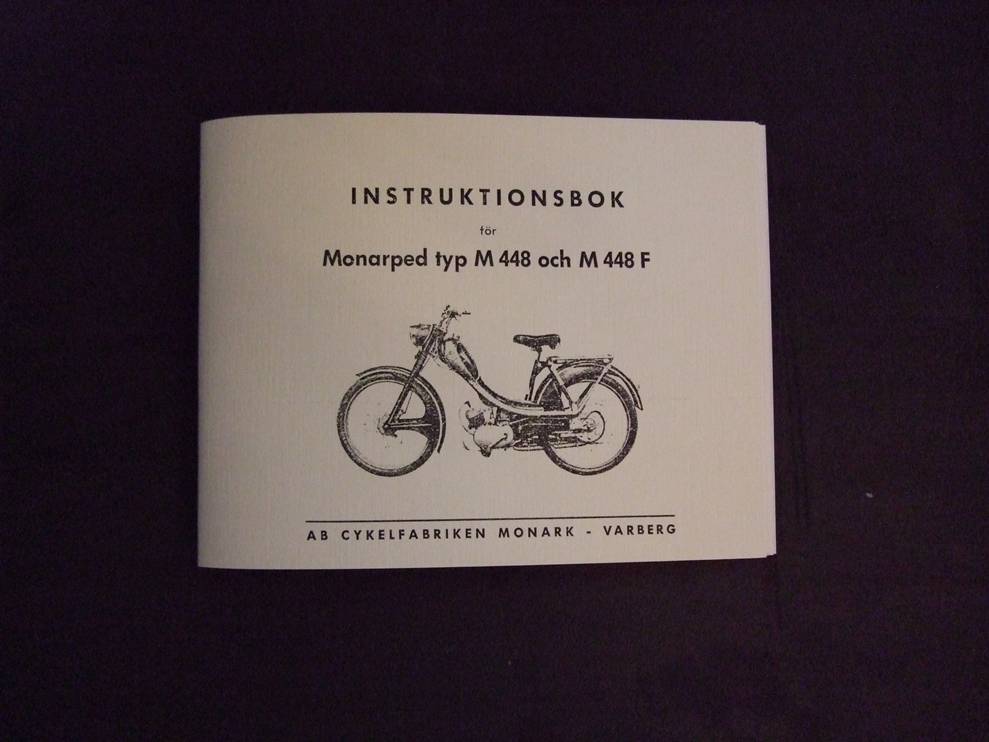 INSTRUKTIONSBOK
för
Monarped typ M 448 och M 448 F
AB CYKELFABRIKEN MONARK - VARBERG